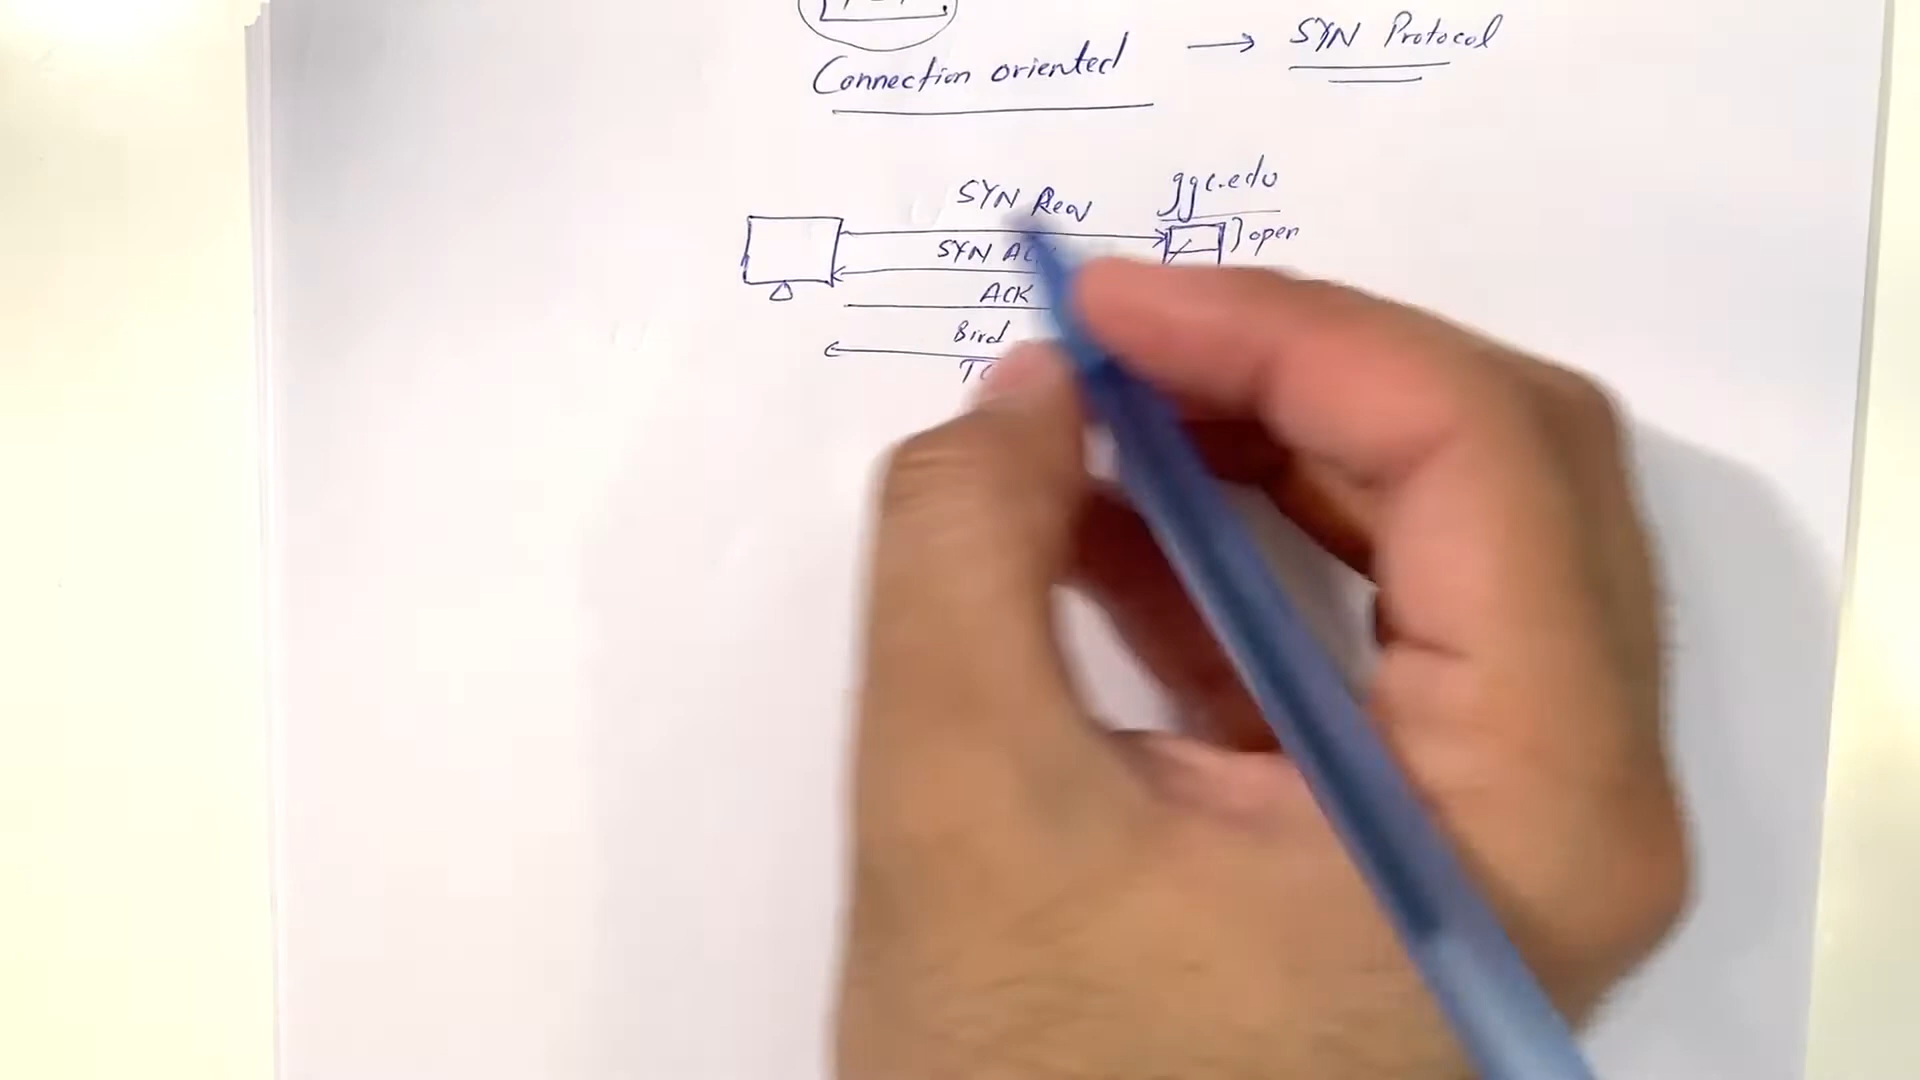 Connection oriented → SYN Protocol
ggc.edu
SYN Req
open
SYN
ACK
Bird